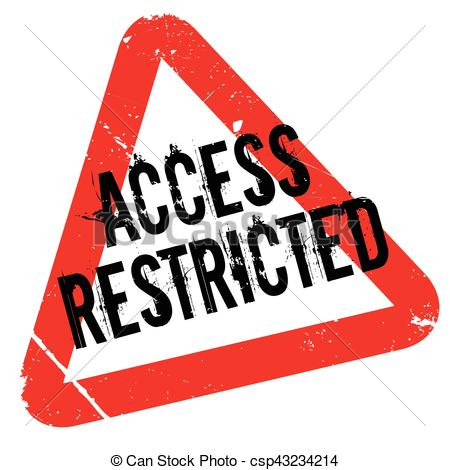 ACCESS
RESTRICTED
© Can Stock Photo - csp43234214